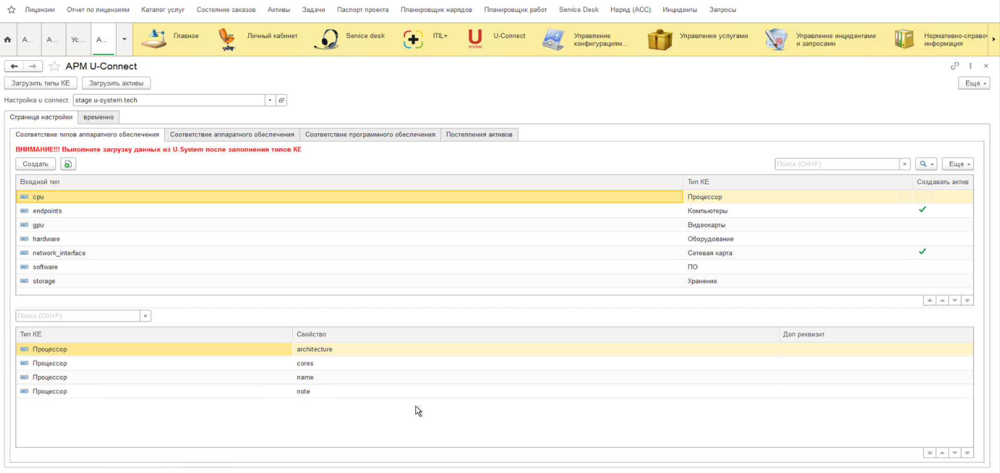 Лицензии Отчет по лицензиям Каталог услуг Состояние заказов Активы Задачи Паспорт проекта Планировщик нарядов Планировщик работ Service Desk Наряд (АСС) Инциденты Запросы
А... А... Ус... А... Главное Личный кабинет Service desk ITIL+ U SYSTEM U-Connect Управление конфигурациям... Управление услугами Управление инцидентами и запросами Нормативно-справо информация
АРМ U-Connect
Загрузить типы КЕ Загрузить активы Еще
Настройка u connect: stage.u-system.tech
Страница настройки временно
Соответствие типов аппаратного обеспечения Соответствие аппаратного обеспечения Соответствие программного обеспечения Постепления активов
ВНИМАНИЕ!!! Выполните загрузку данных из U-System после заполнения типов КЕ
Создать Поиск (Ctrl+F) × Еще
Входной тип Тип КЕ Создавать актив
cpu Процессор
endpoints Компьютеры
gpu Видеокарты
hardware Оборудование
network_interface Сетевая карта
software ПО
storage Хранение
Поиск (Ctrl+F) ×
Тип КЕ Свойство Доп реквизит
Процессор architecture
Процессор cores
Процессор name
Процессор note